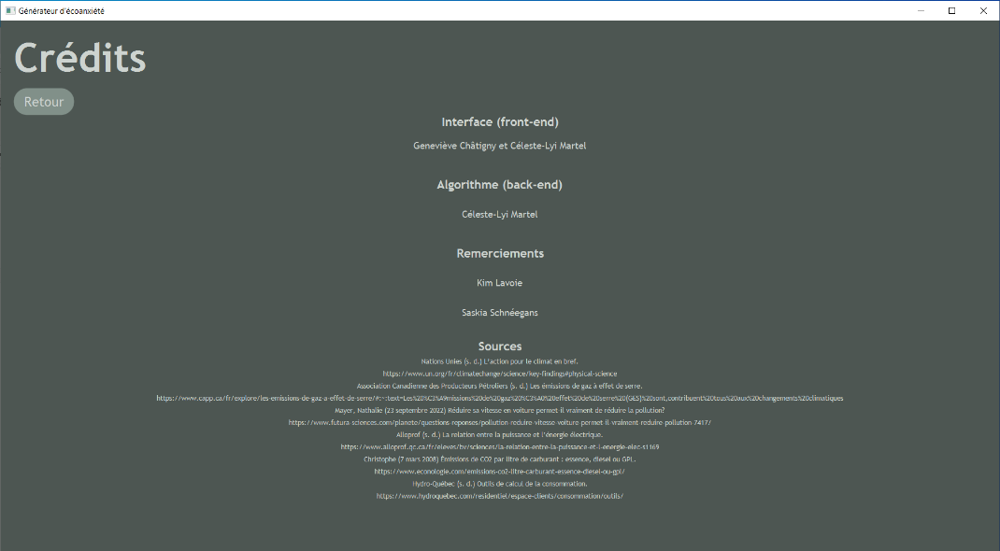 Générateur d'écoanxiété
Crédits
Retour
Interface (front-end)
Geneviève Châtigny et Céleste-Lyi Martel
Algorithme (back-end)
Céleste-Lyi Martel
Remerciements
Kim Lavoie
Saskia Schnéegans
Sources
Nations Unies (s. d.) L'action pour le climat en bref.
https://www.un.org/fr/climatechange/science/key-findings#physical-science
Association Canadienne des Producteurs Pétroliers (s. d.) Les émissions de gaz à effet de serre.
https://www.capp.ca/fr/explore/les-emissions-de-gaz-a-effet-de-serre/#:~:text=Les%20%C3%A9missions%20de%20gaz%20%C3%A0%20effet%20de%20serre%20(GES)%20sont,contribuent%20tous%20aux%20changements%20climatiques
Mayer, Nathalie (23 septembre 2022) Réduire sa vitesse en voiture permet-il vraiment de réduire la pollution?
https://www.futura-sciences.com/planete/questions-reponses/pollution-reduire-vitesse-voiture-permet-il-vraiment-reduire-pollution-7417/
Alloprof (s. d.) La relation entre la puissance et l'énergie électrique.
https://www.alloprof.qc.ca/fr/eleves/bv/sciences/la-relation-entre-la-puissance-et-l-energie-elec-s1169
Christophe (7 mars 2008) Émissions de CO2 par litre de carburant : essence, diesel ou GPL.
https://www.econologie.com/emissions-co2-litre-carburant-essence-diesel-ou-gpl/
Hydro-Québec (s. d.) Outils de calcul de la consommation.
https://www.hydroquebec.com/residentiel/espace-clients/consommation/outils/